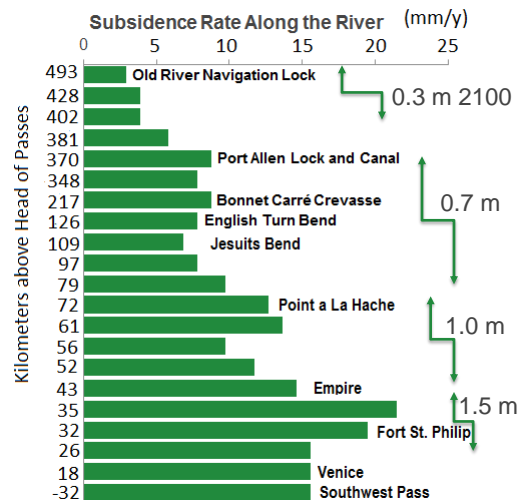 Subsidence Rate Along the River (mm/y)
0 5 10 15 20 25
Kilometers above Head of Passes
493 Old River Navigation Lock
428
0.3 m 2100
402
381
370 Port Allen Lock and Canal
348
217 Bonnet Carré Crevasse
0.7 m
126 English Turn Bend
109 Jesuits Bend
97
79
72 Point a La Hache
61
1.0 m
56
52
43 Empire
35
1.5 m
32 Fort St. Philip
26
18 Venice
-32 Southwest Pass